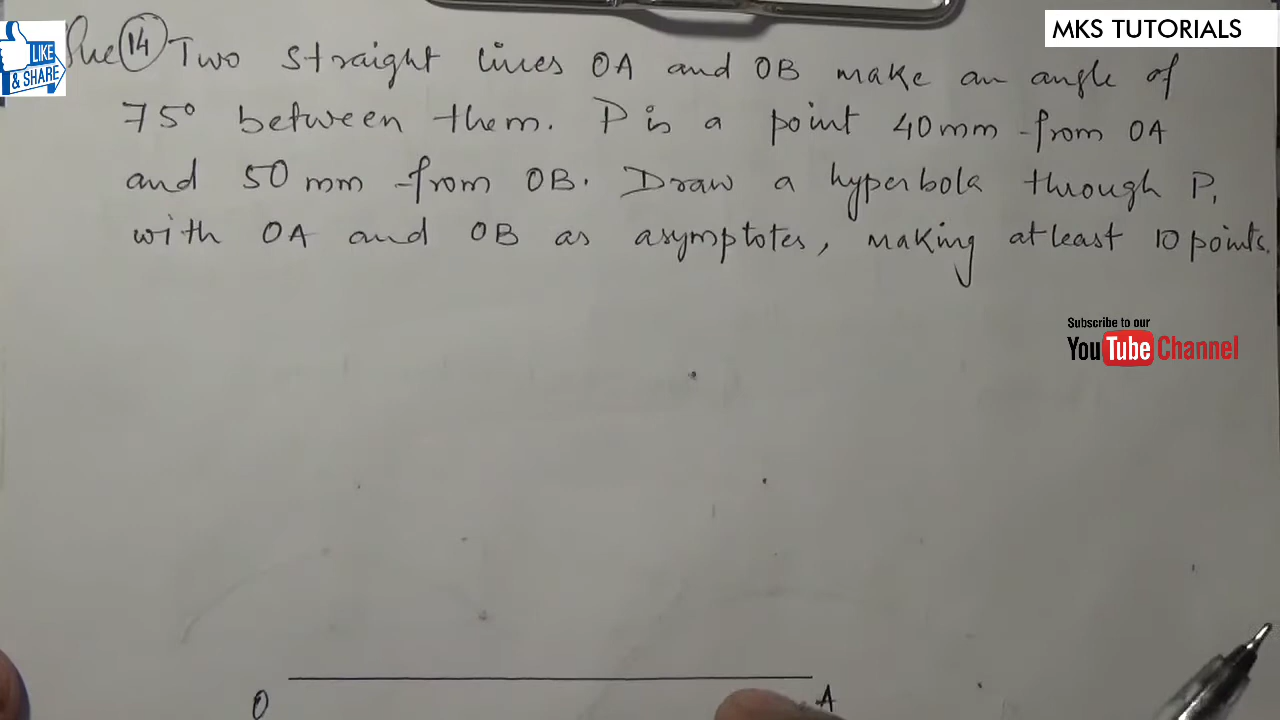 MKS TUTORIALS
LIKE
& SHARE
Que 14 Two straight lines OA and OB make an angle of
75° between them. P is a point 40mm from OA
and 50 mm from OB. Draw a hyperbola through P,
with OA and OB as asymptotes, making atleast 10 points.
Subscribe to our
YouTube Channel
O A